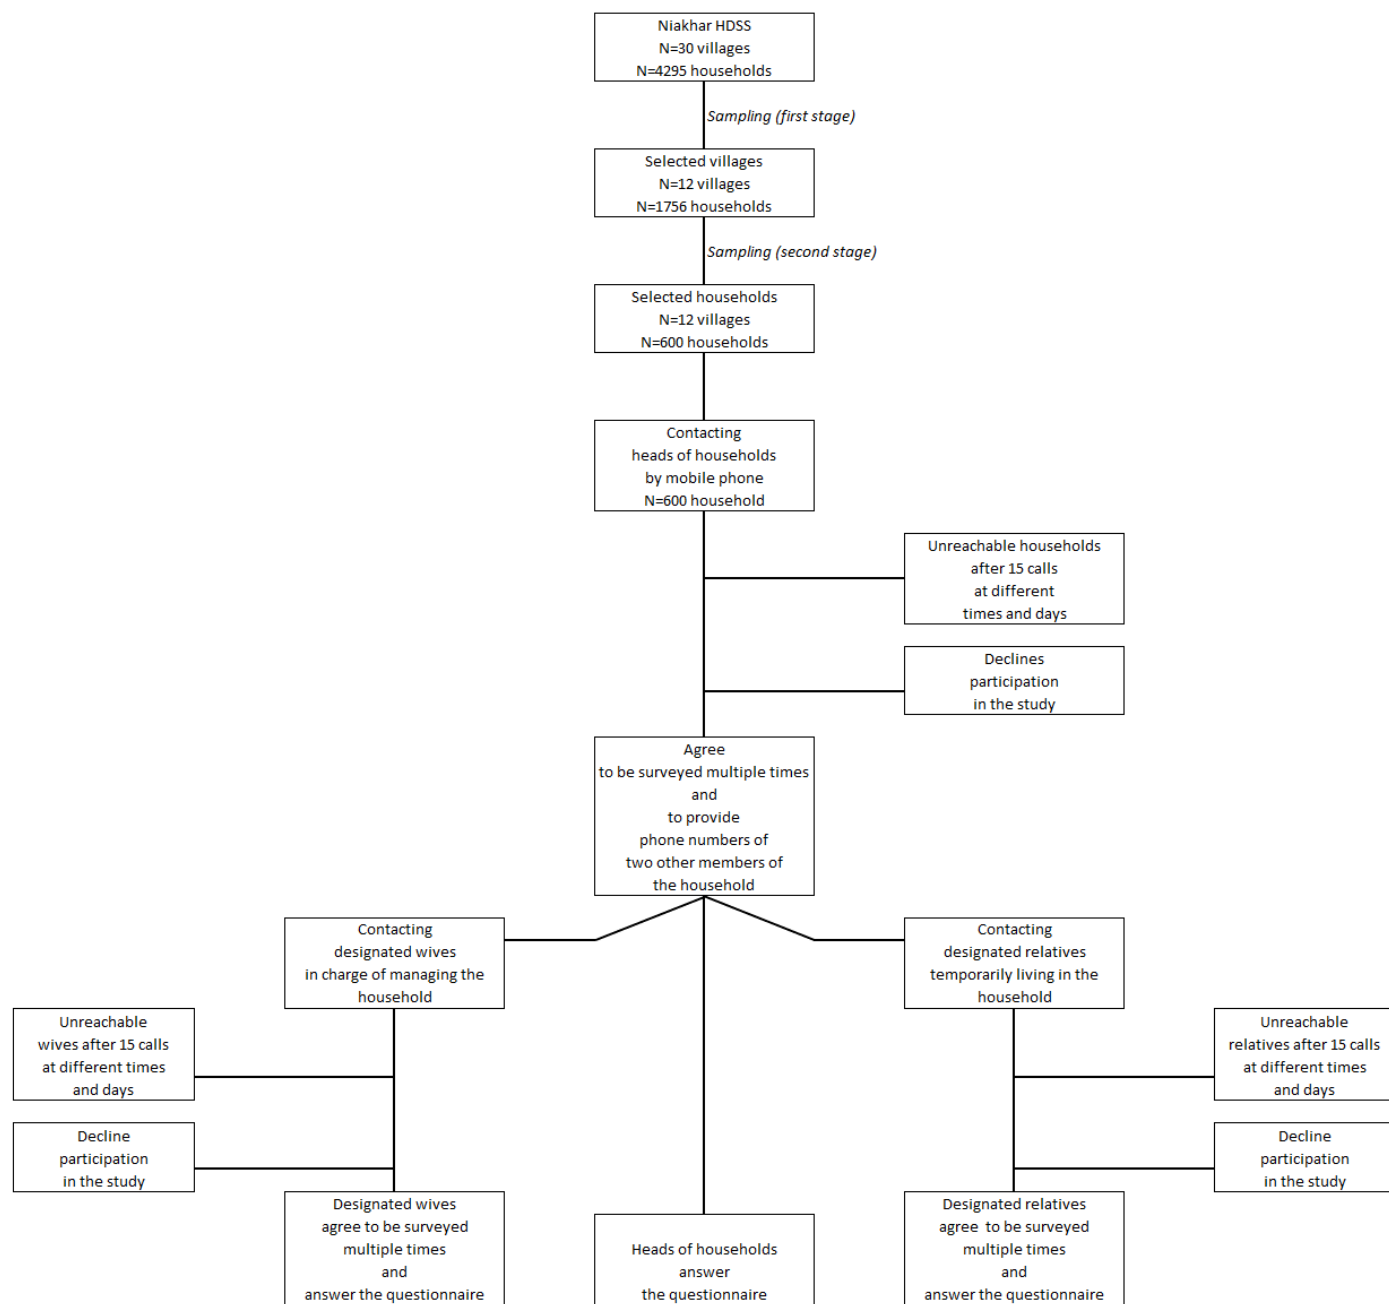 Niakhar HDSS
N=30 villages
N=4295 households
Sampling (first stage)
Selected villages
N=12 villages
N=1756 households
Sampling (second stage)
Selected households
N=12 villages
N=600 households
Contacting
heads of households
by mobile phone
N=600 household
Unreachable households
after 15 calls
at different
times and days
Declines
participation
in the study
Agree
to be surveyed multiple times
and
to provide
phone numbers of
two other members of
the household
Contacting
designated wives
in charge of managing the
household
Contacting
designated relatives
temporarily living in the
household
Unreachable
wives after 15 calls
at different times
and days
Unreachable
relatives after 15 calls
at different times
and days
Decline
participation
in the study
Decline
participation
in the study
Designated wives
agree to be surveyed
multiple times
and
answer the questionnaire
Heads of households
answer
the questionnaire
Designated relatives
agree  to be surveyed
multiple times
and
answer the questionnaire